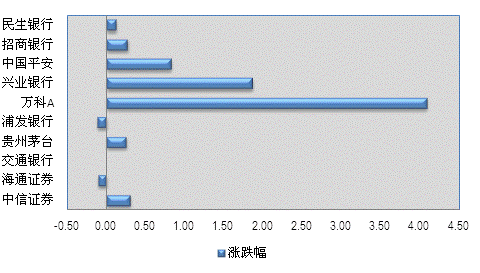 民生银行
招商银行
中国平安
兴业银行
万科A
浦发银行
贵州茅台
交通银行
海通证券
中信证券
-0.50 0.00 0.50 1.00 1.50 2.00 2.50 3.00 3.50 4.00 4.50
涨跌幅